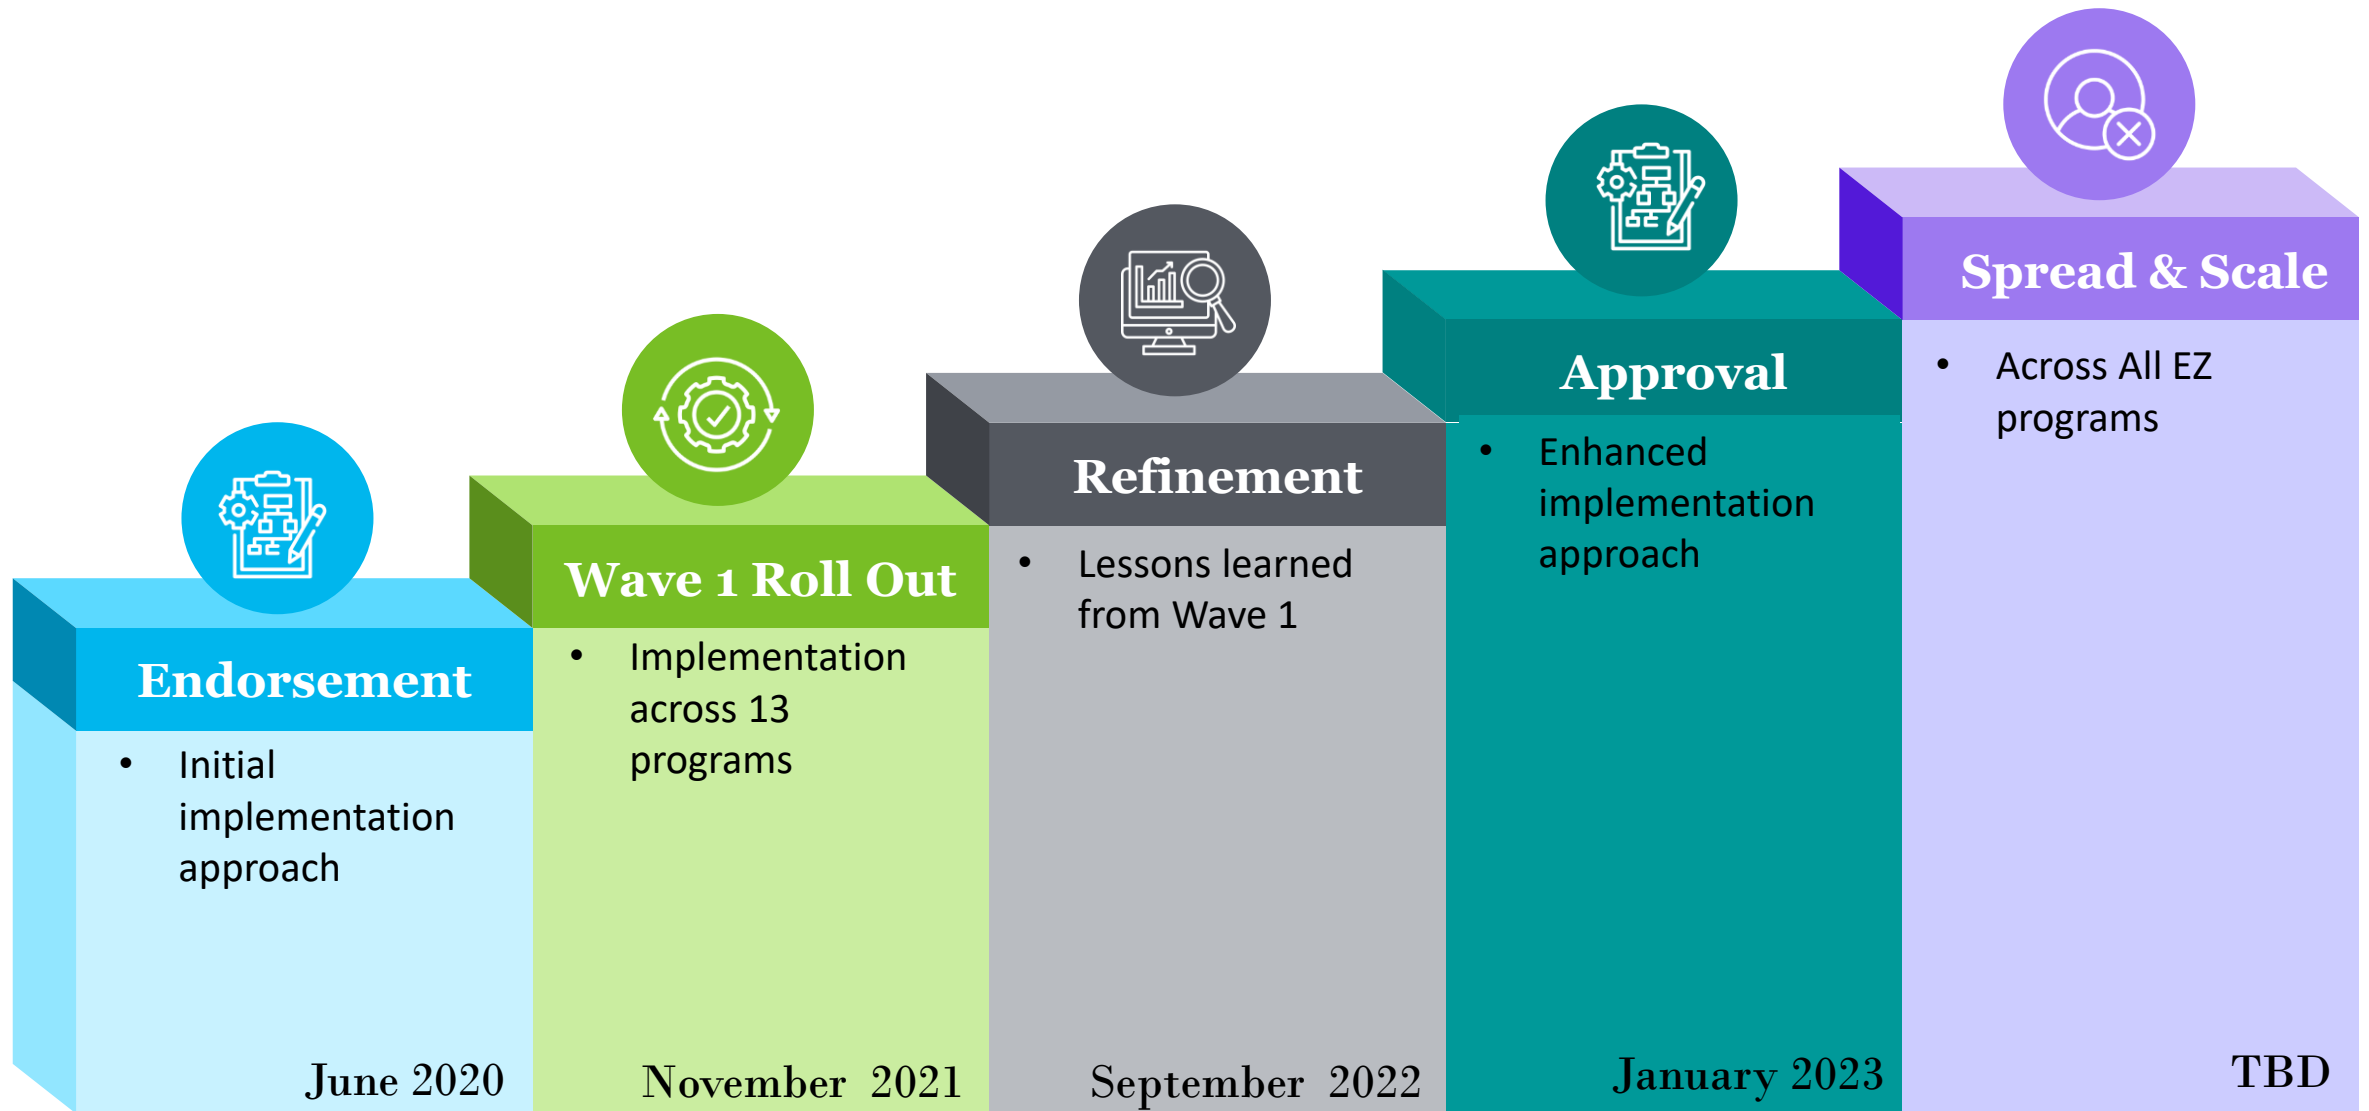 Endorsement
• Initial
implementation
approach
June 2020
Wave 1 Roll Out
• Implementation
across 13
programs
November 2021
Refinement
• Lessons learned
from Wave 1
September 2022
Approval
• Enhanced
implementation
approach
January 2023
Spread & Scale
• Across All EZ
programs
TBD